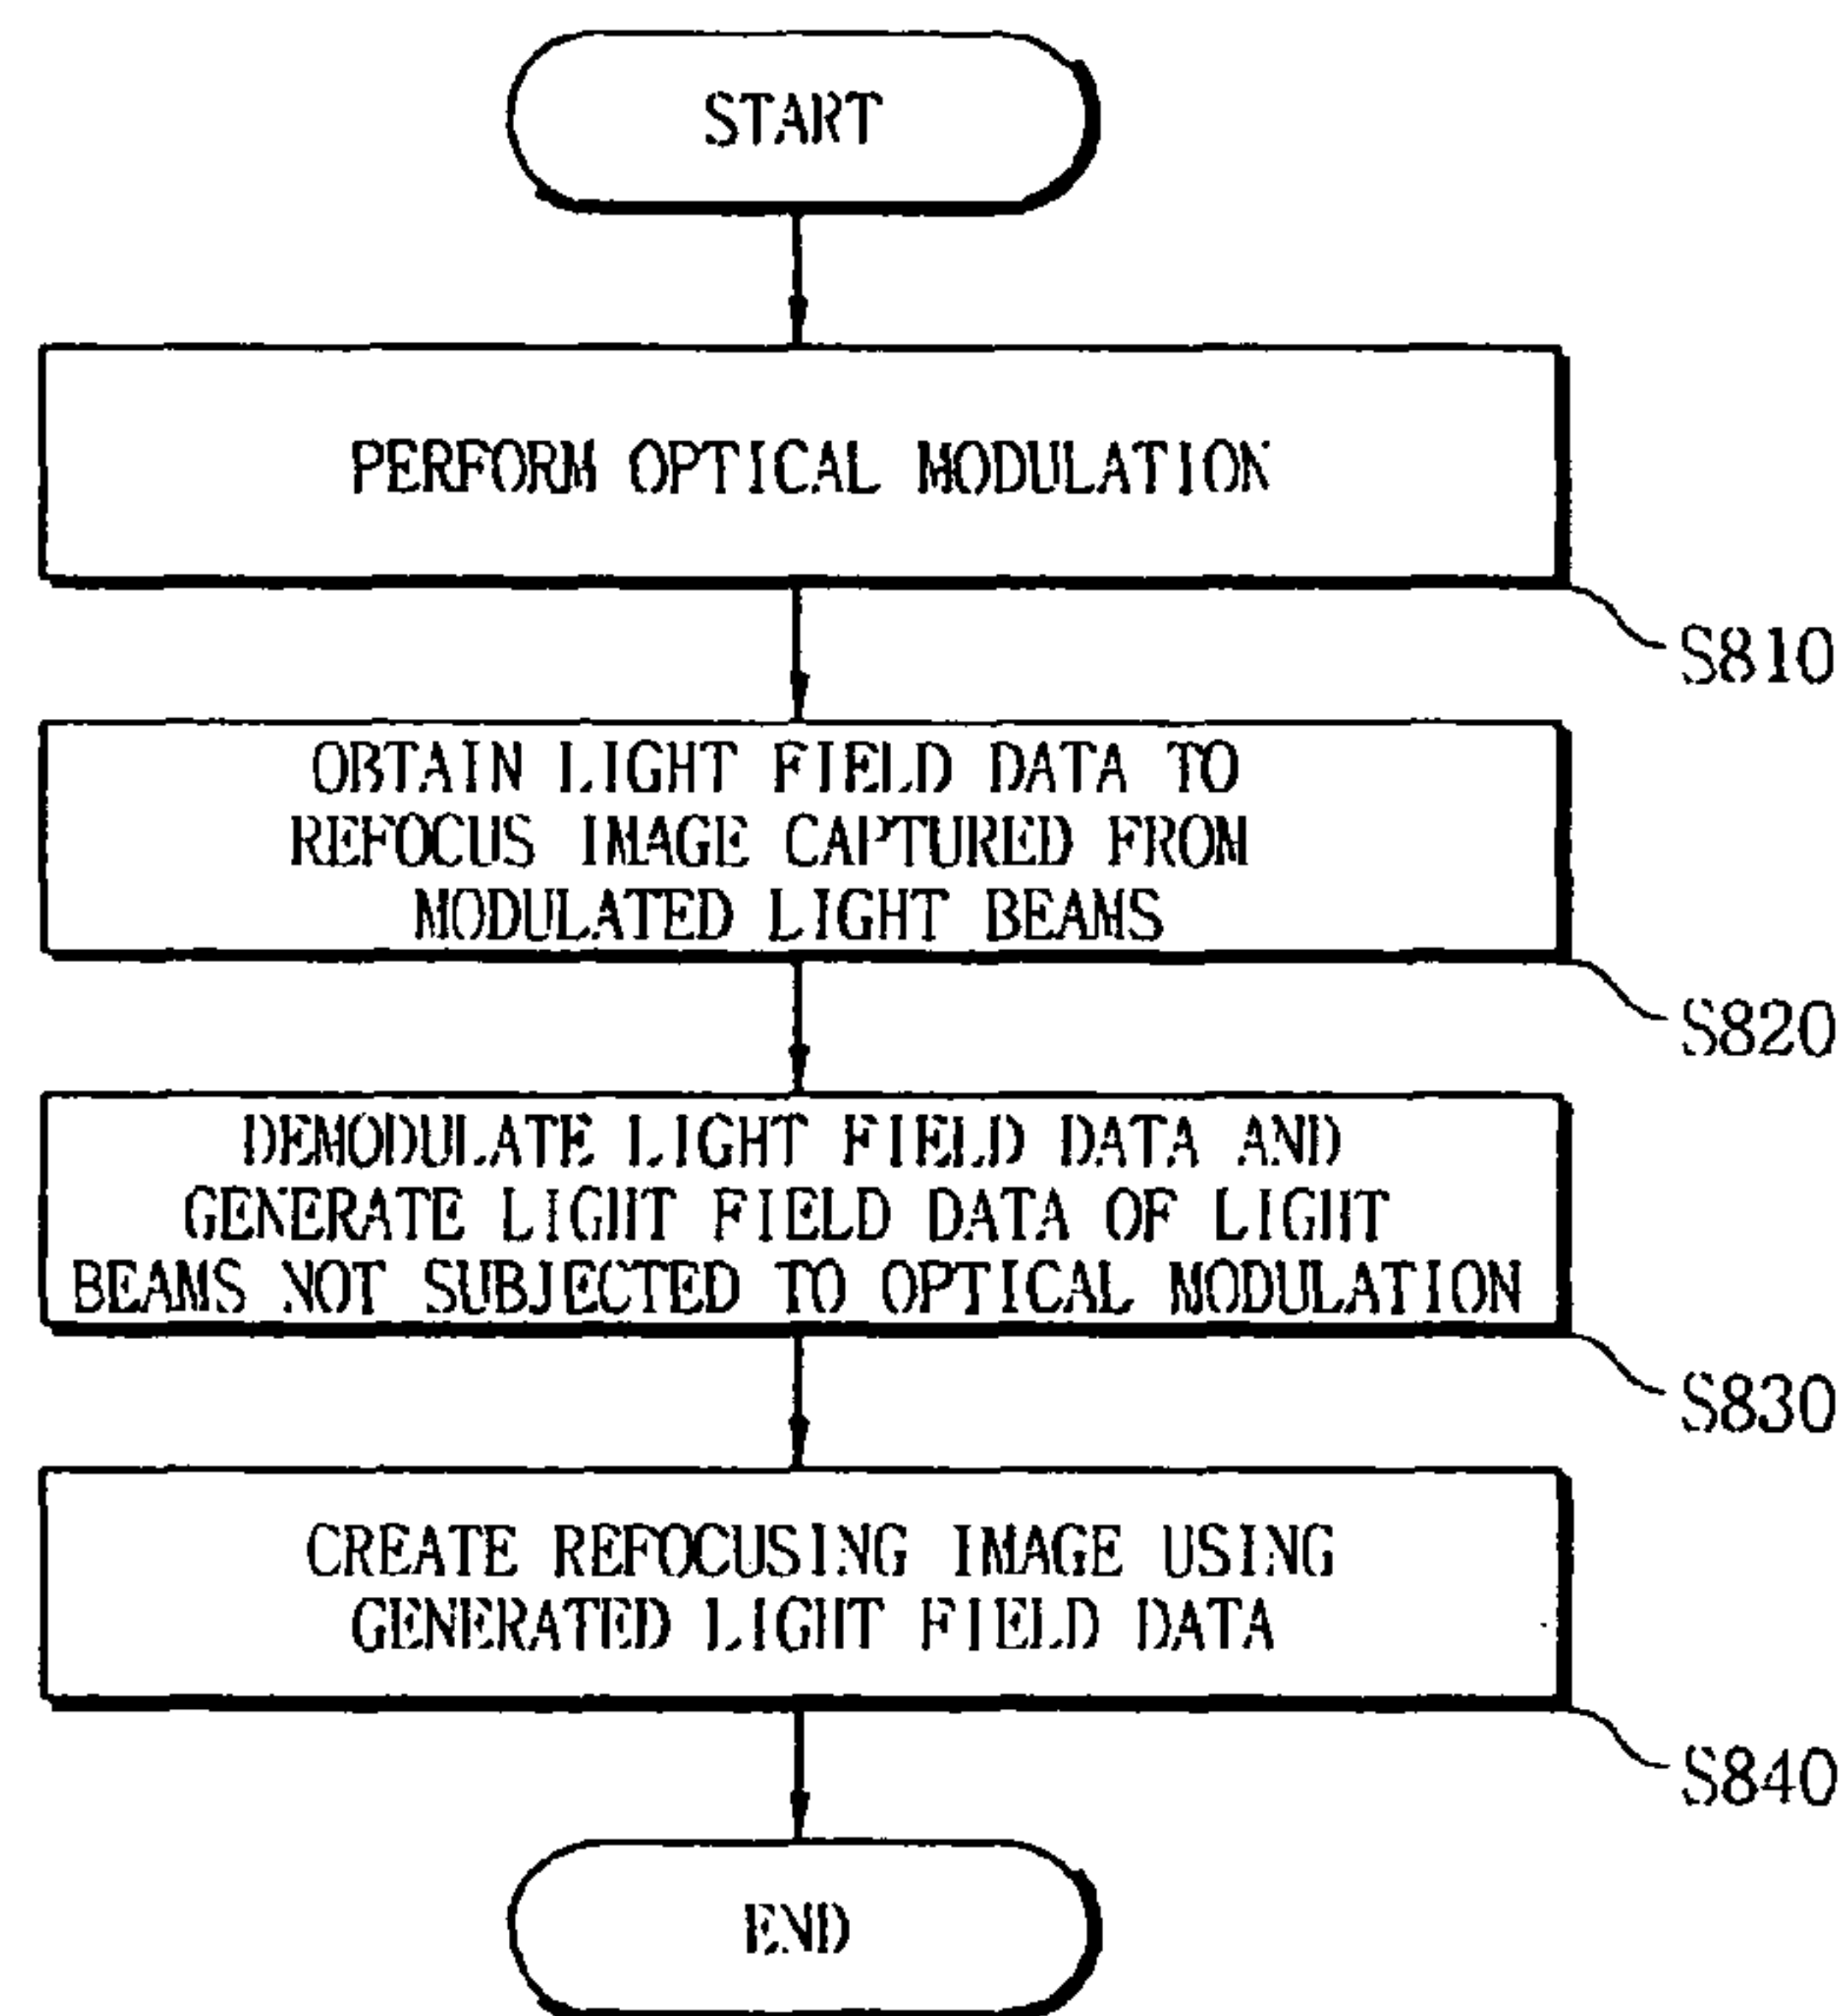 START
PERFORM OPTICAL MODULATION
S810
OBTAIN LIGHT FIELD DATA TO
REFOCUS IMAGE CAPTURED FROM
MODULATED LIGHT BEAMS
S820
DEMODULATE LIGHT FIELD DATA AND
GENERATE LIGHT FIELD DATA OF LIGHT
BEAMS NOT SUBJECTED TO OPTICAL MODULATION
S830
CREATE REFOCUSING IMAGE USING
GENERATED LIGHT FIELD DATA
S840
END